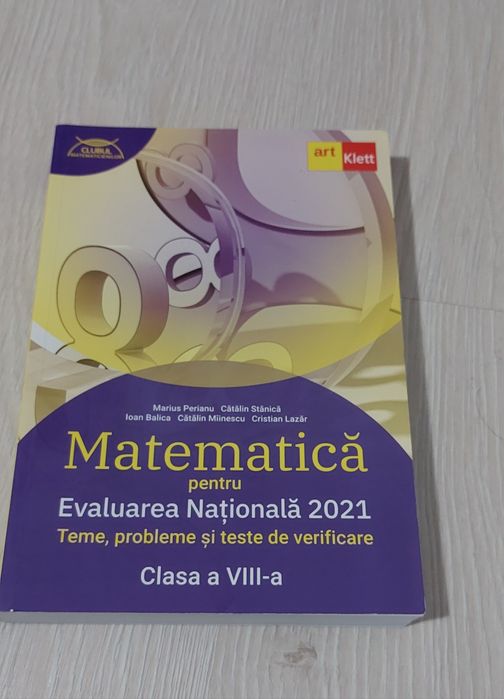 CLUBUL
MATEMATICIENILOR
art
Klett
Marius Perianu Cătălin Stănică
Ioan Balica Cătălin Miinescu Cristian Lazăr
Matematică
pentru
Evaluarea Națională 2021
Teme, probleme și teste de verificare
Clasa a VIII-a